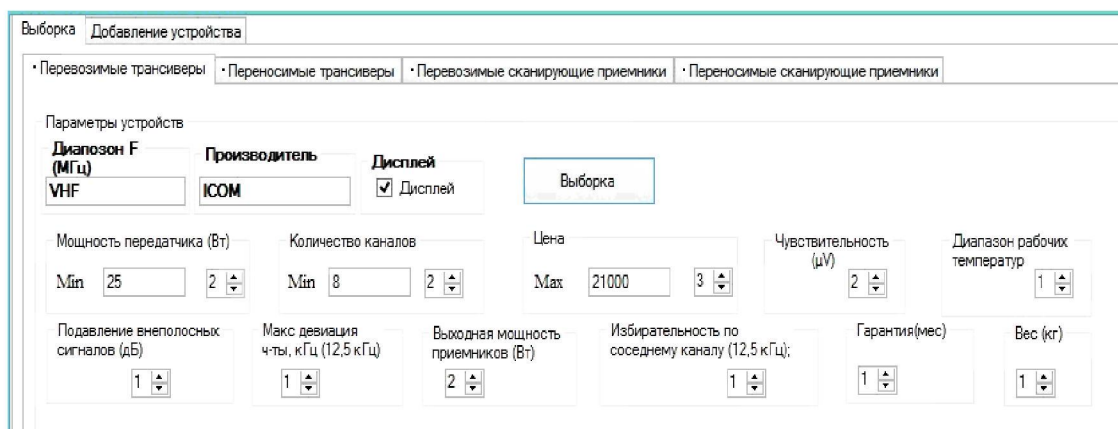 Выборка Добавление устройства
· Перевозимые трансиверы · Переносимые трансиверы · Перевозимые сканирующие приемники · Переносимые сканирующие приемники
Параметры устройств
Диапозон F
(МГц)
Производитель
Дисплей
VHF
ICOM
Дисплей
Выборка
Мощность передатчика (Вт)
Min 25 2
Количество каналов
Min 8 2
Цена
Max 21000 3
Чувствительность
(µV)
2
Диапазон рабочих
температур
1
Подавление внеполосных
сигналов (дБ)
1
Макс девиация
ч-ты, кГц (12,5 кГц)
1
Выходная мощность
приемников (Вт)
2
Избирательность по
соседнему каналу (12,5 кГц);
1
Гарантия(мес)
1
Вес (кг)
1